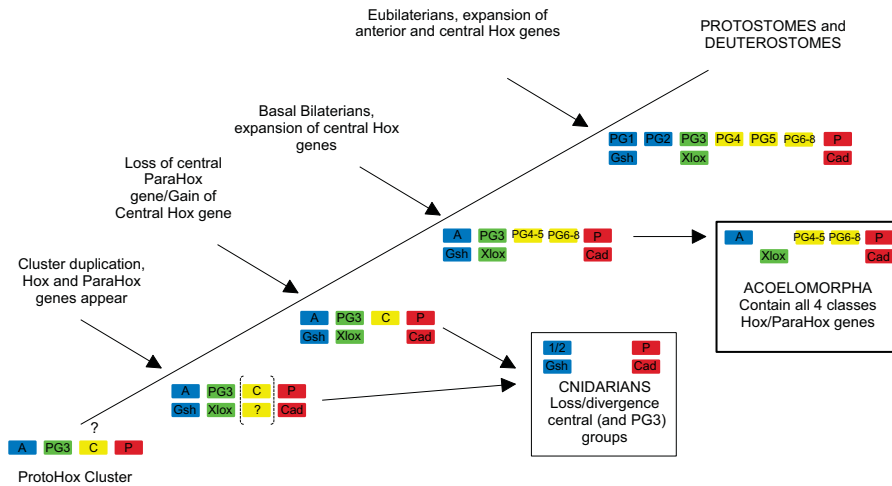 Eubilaterians, expansion of
anterior and central Hox genes
PROTOSTOMES and
DEUTEROSTOMES
Basal Bilaterians,
expansion of central Hox
genes
PG1 PG2 PG3 PG4 PG5 PG6-8 P
Gsh Xlox Cad
Loss of central
ParaHox
gene/Gain of
Central Hox gene
A PG3 PG4-5 PG6-8 P
Gsh Xlox Cad
A PG4-5 PG6-8 P
Xlox Cad
ACOELOMORPHA
Contain all 4 classes
Hox/ParaHox genes
Cluster duplication,
Hox and ParaHox
genes appear
A PG3 C P
Gsh Xlox Cad
1/2 P
Gsh Cad
CNIDARIANS
Loss/divergence
central (and PG3)
groups
A PG3 C P
Gsh Xlox ? Cad
?
A PG3 C P
ProtoHox Cluster